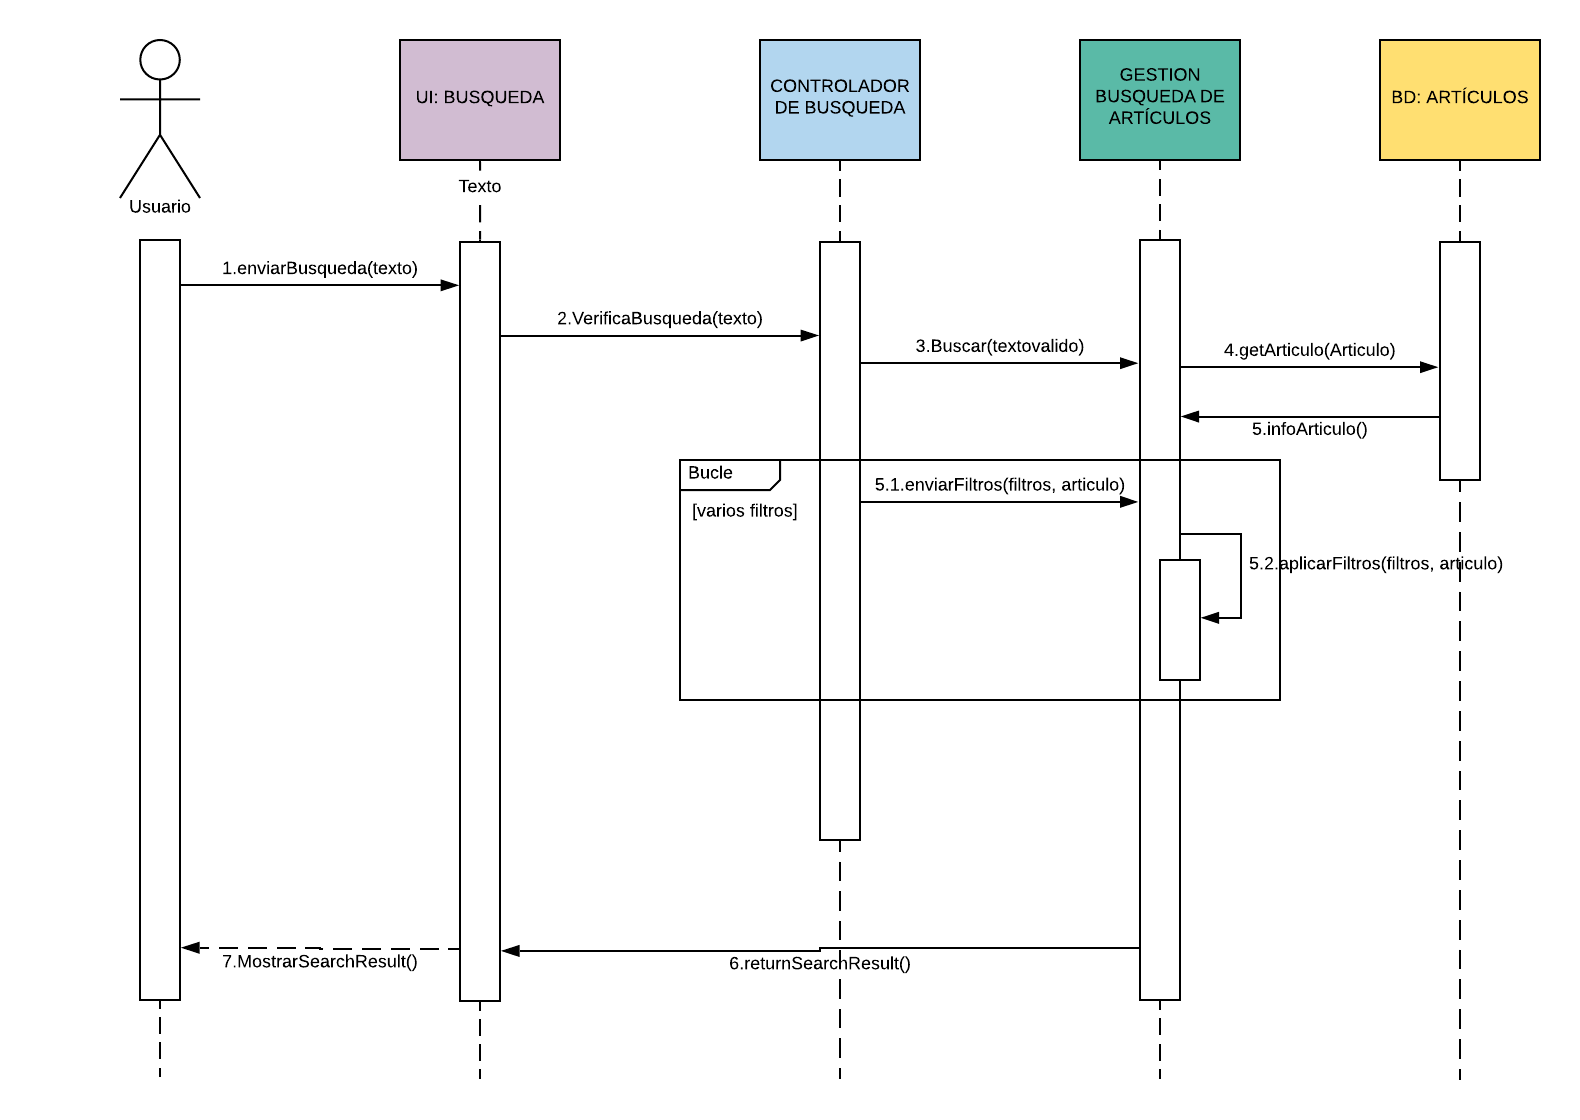 UI: BUSQUEDA
CONTROLADOR
DE BUSQUEDA
GESTION
BUSQUEDA DE
ARTÍCULOS
BD: ARTÍCULOS
Texto
Usuario
1.enviarBusqueda(texto)
2.VerificaBusqueda(texto)
3.Buscar(textovalido)
4.getArticulo(Articulo)
5.infoArticulo()
Bucle
[varios filtros]
5.1.enviarFiltros(filtros, articulo)
5.2.aplicarFiltros(filtros, articulo)
6.returnSearchResult()
7.MostrarSearchResult()